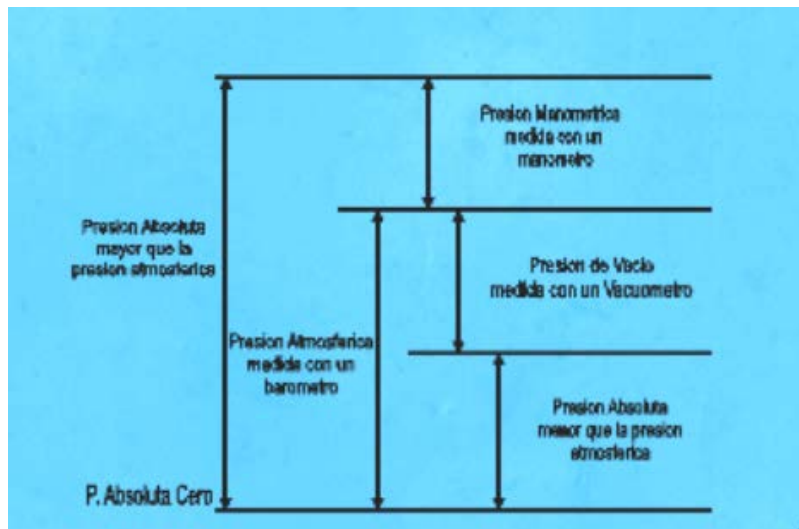 Presion Manometrica
medida con un
manometro
Presion Absoluta
mayor que la
presion atmosferica
Presion de Vacio
medida con un Vacuometro
Presion Atmosferica
medida con un
barometro
Presion Absoluta
menor que la presion
atmosferica
P. Absoluta Cero